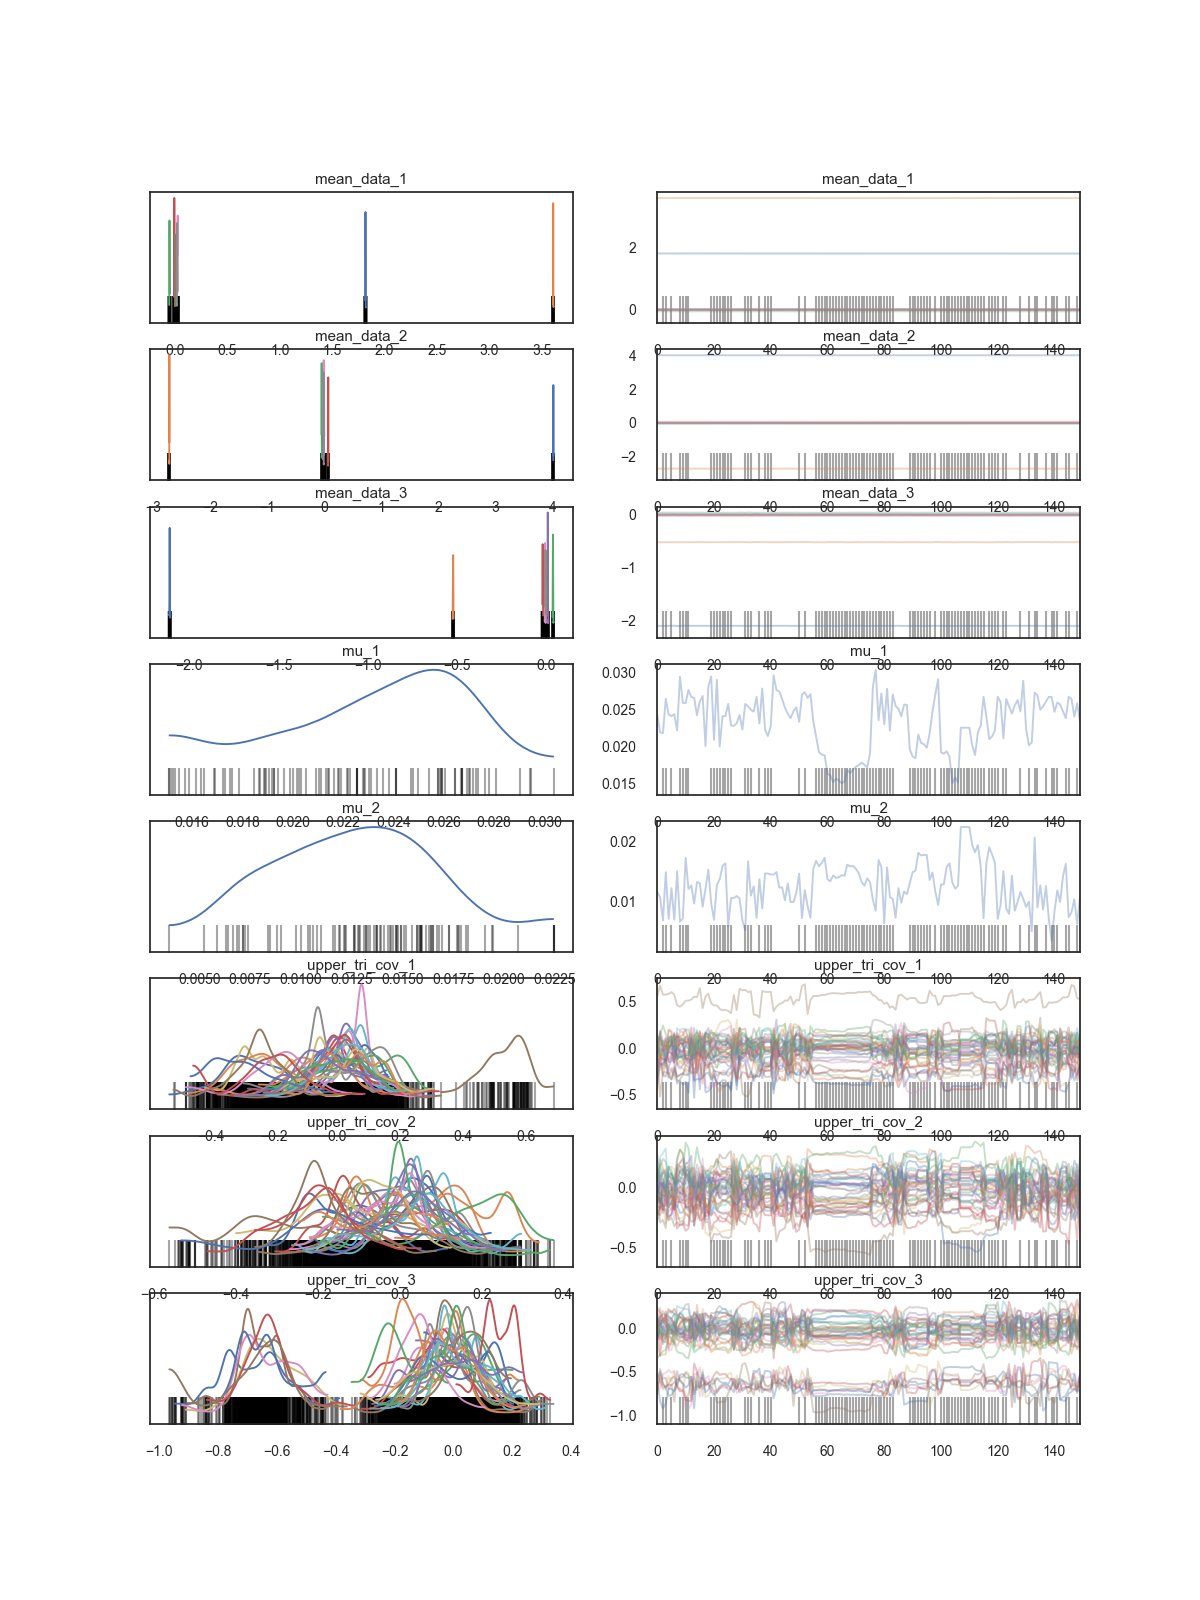 mean_data_1 mean_data_1
2
0
0.0 0.5 1.0 1.5 2.0 2.5 3.0 3.5 0 20 40 60 80 100 120 140
mean_data_2 mean_data_2
4
2
0
−2
−3 −2 −1 0 1 2 3 4 0 20 40 60 80 100 120 140
mean_data_3 mean_data_3
0
−1
−2
−2.0 −1.5 −1.0 −0.5 0.0 0 20 40 60 80 100 120 140
mu_1 mu_1
0.030
0.025
0.020
0.015
0.016 0.018 0.020 0.022 0.024 0.026 0.028 0.030 0 20 40 60 80 100 120 140
mu_2 mu_2
0.02
0.01
0.0050 0.0075 0.0100 0.0125 0.0150 0.0175 0.0200 0.0225 0 20 40 60 80 100 120 140
upper_tri_cov_1 upper_tri_cov_1
0.5
0.0
−0.5
−0.4 −0.2 0.0 0.2 0.4 0.6 0 20 40 60 80 100 120 140
upper_tri_cov_2 upper_tri_cov_2
0.0
−0.5
−0.6 −0.4 −0.2 0.0 0.2 0.4 0 20 40 60 80 100 120 140
upper_tri_cov_3 upper_tri_cov_3
0.0
−0.5
−1.0
−1.0 −0.8 −0.6 −0.4 −0.2 0.0 0.2 0.4 0 20 40 60 80 100 120 140